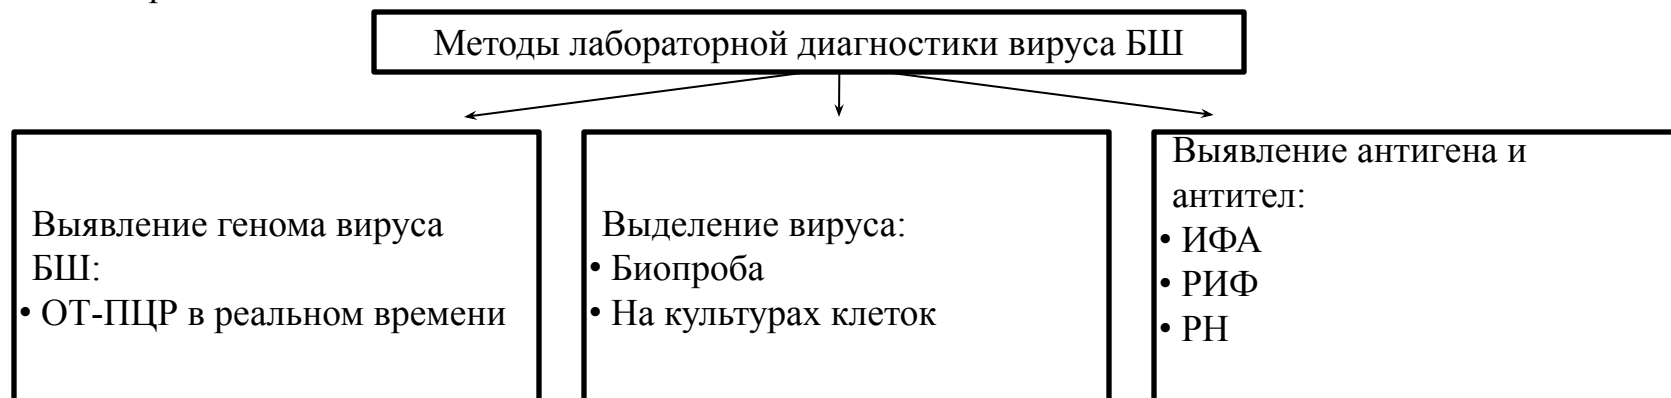 Методы лабораторной диагностики вируса БШ
Выявление генома вируса
БШ:
• ОТ-ПЦР в реальном времени
Выделение вируса:
• Биопроба
• На культурах клеток
Выявление антигена и
антител:
• ИФА
• РИФ
• РН